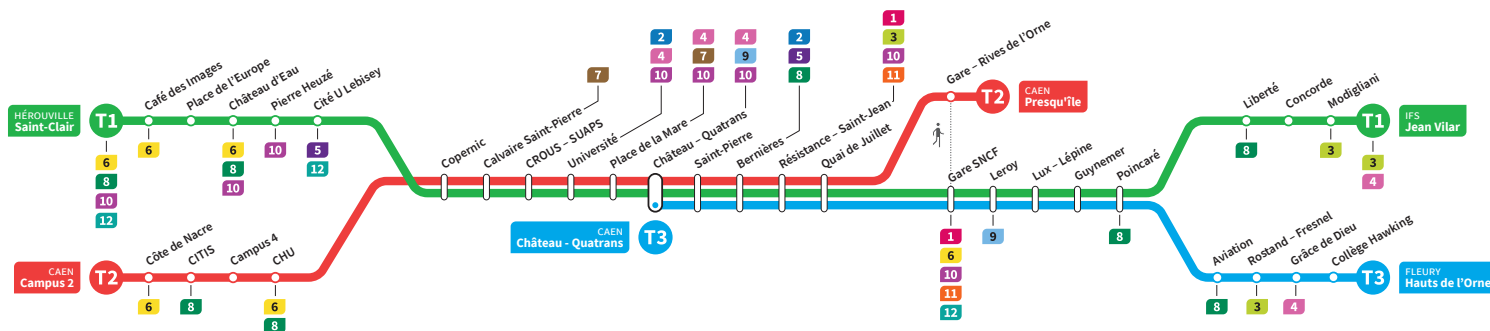 HÉROUVILLE
Saint-Clair
T1
6
8
10
12
Café des Images
6
Place de l'Europe
Château d'Eau
6
8
10
Pierre Heuzé
10
Cité U Lebisey
5
12
CAEN
Campus 2
T2
Côte de Nacre
6
CITIS
8
Campus 4
CHU
6
8
Copernic
Calvaire Saint-Pierre
7
CROUS – SUAPS
Université
2
4
10
Place de la Mare
4
7
10
Château – Quatrans
4
9
10
CAEN
Château - Quatrans
T3
Saint-Pierre
Bernières
2
5
8
Résistance – Saint-Jean
1
3
10
11
Quai de Juillet
Gare – Rives de l'Orne
T2
CAEN
Presqu'île
Gare SNCF
1
6
10
11
12
Leroy
9
Lux – Lépine
Guynemer
Poincaré
8
Liberté
8
Concorde
Modigliani
3
T1
IFS
Jean Vilar
3
4
Aviation
8
Rostand – Fresnel
3
Grâce de Dieu
4
Collège Hawking
T3
FLEURY
Hauts de l'Orne